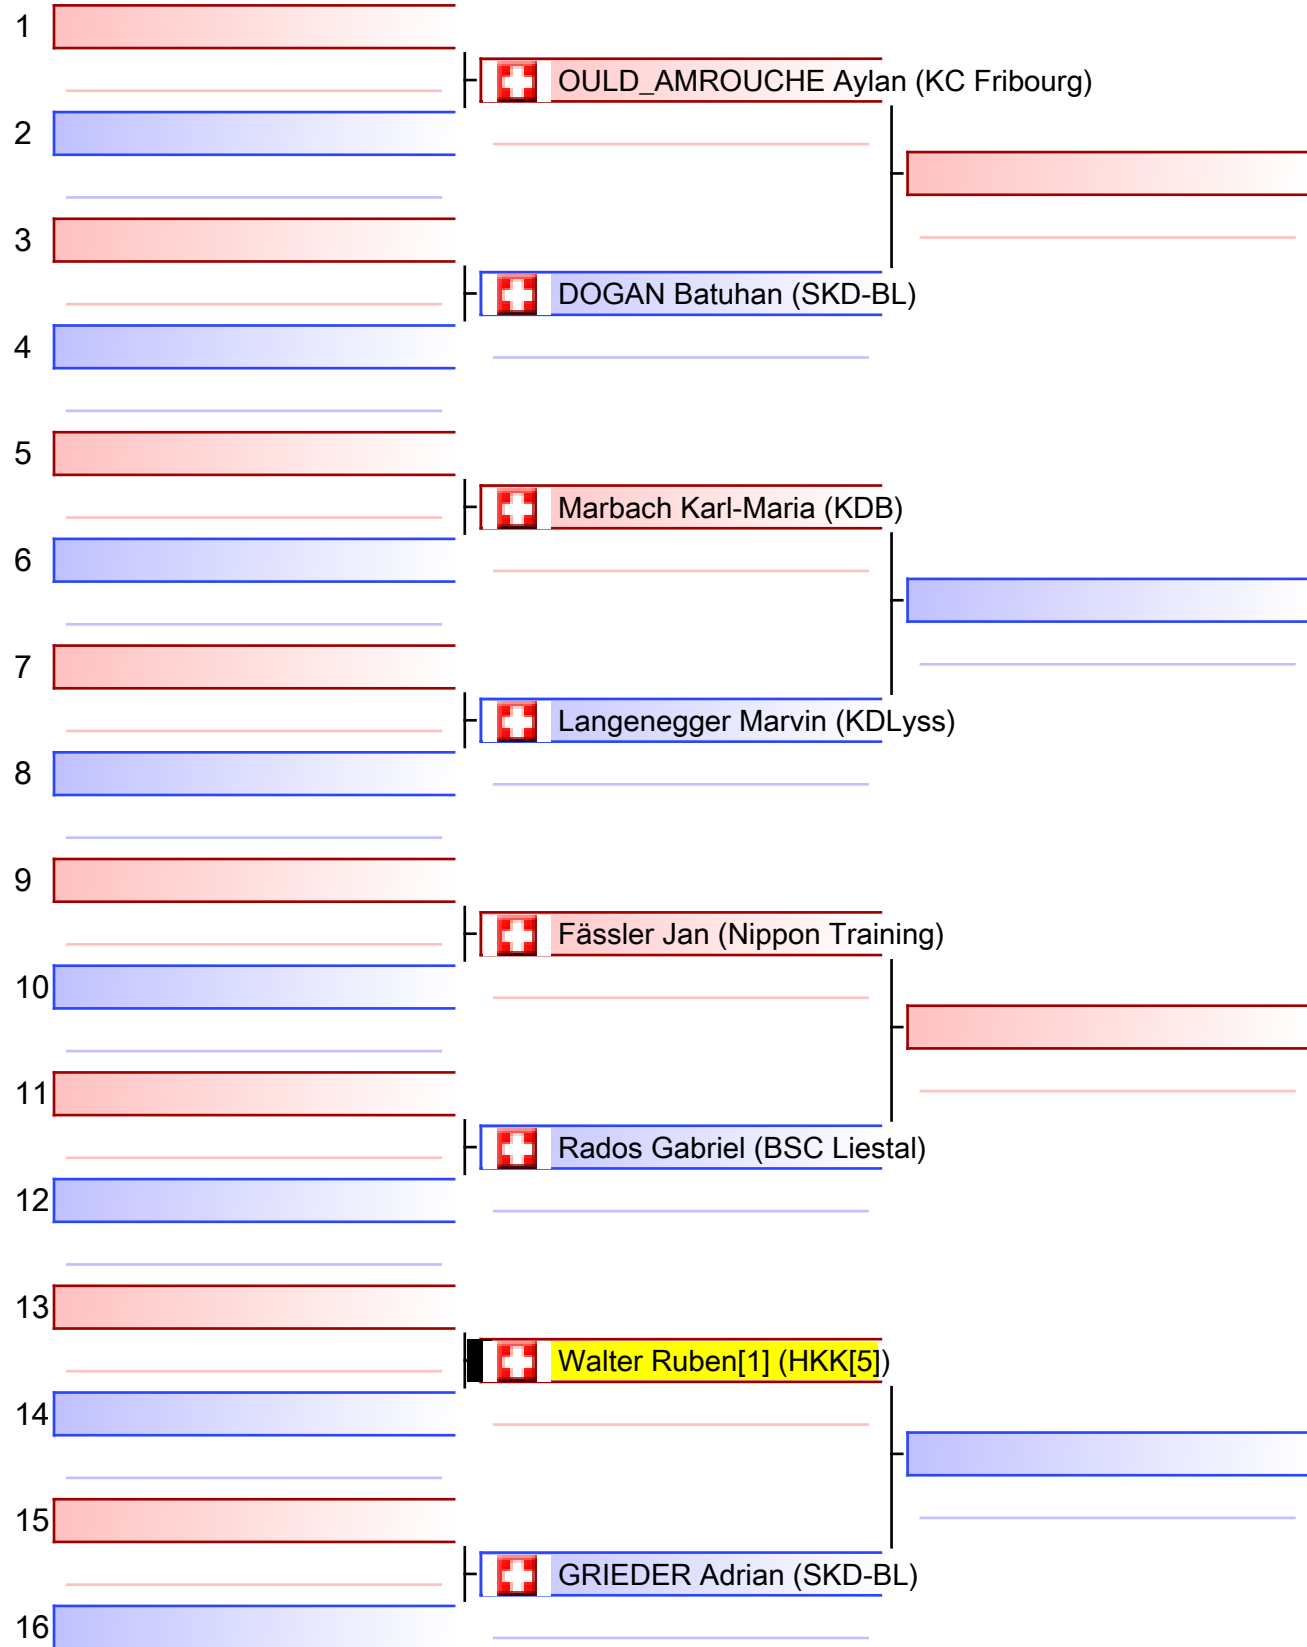 1
OULD_AMROUCHE Aylan (KC Fribourg)
2
3
DOGAN Batuhan (SKD-BL)
4
5
Marbach Karl-Maria (KDB)
6
7
Langenegger Marvin (KDLyss)
8
9
Fässler Jan (Nippon Training)
10
11
Rados Gabriel (BSC Liestal)
12
13
Walter Ruben[1] (HKK[5])
14
15
GRIEDER Adrian (SKD-BL)
16